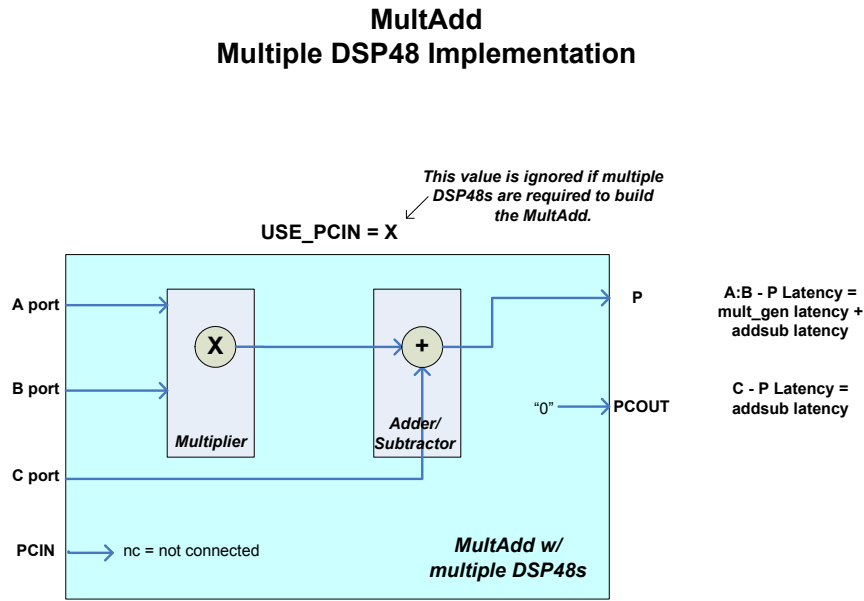 MultAdd
Multiple DSP48 Implementation
This value is ignored if multiple
DSP48s are required to build
the MultAdd.
USE_PCIN = X
A port
B port
C port
PCIN
nc = not connected
X
Multiplier
+
Adder/
Subtractor
P
"0"
PCOUT
A:B - P Latency =
mult_gen latency +
addsub latency
C - P Latency =
addsub latency
MultAdd w/
multiple DSP48s